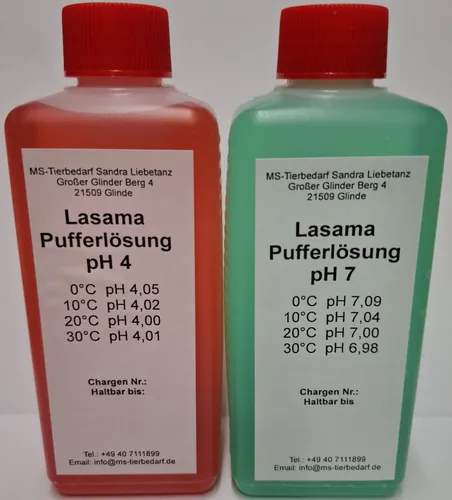 MS-Tierbedarf Sandra Liebetanz
Großer Glinder Berg 4
21509 Glinde
Lasama
Pufferlösung
pH 4
0°C pH 4,05
10°C pH 4,02
20°C pH 4,00
30°C pH 4,01
Chargen Nr.:
Haltbar bis:
Tel.: +49 40 7111899
Email: info@ms-tierbedarf.de
MS-Tierbedarf Sandra Liebetanz
Großer Glinder Berg 4
21509 Glinde
Lasama
Pufferlösung
pH 7
0°C pH 7,09
10°C pH 7,04
20°C pH 7,00
30°C pH 6,98
Chargen Nr.:
Haltbar bis
Tel.: +49 40 7111899
Email: info@ms-tierbedarf.de